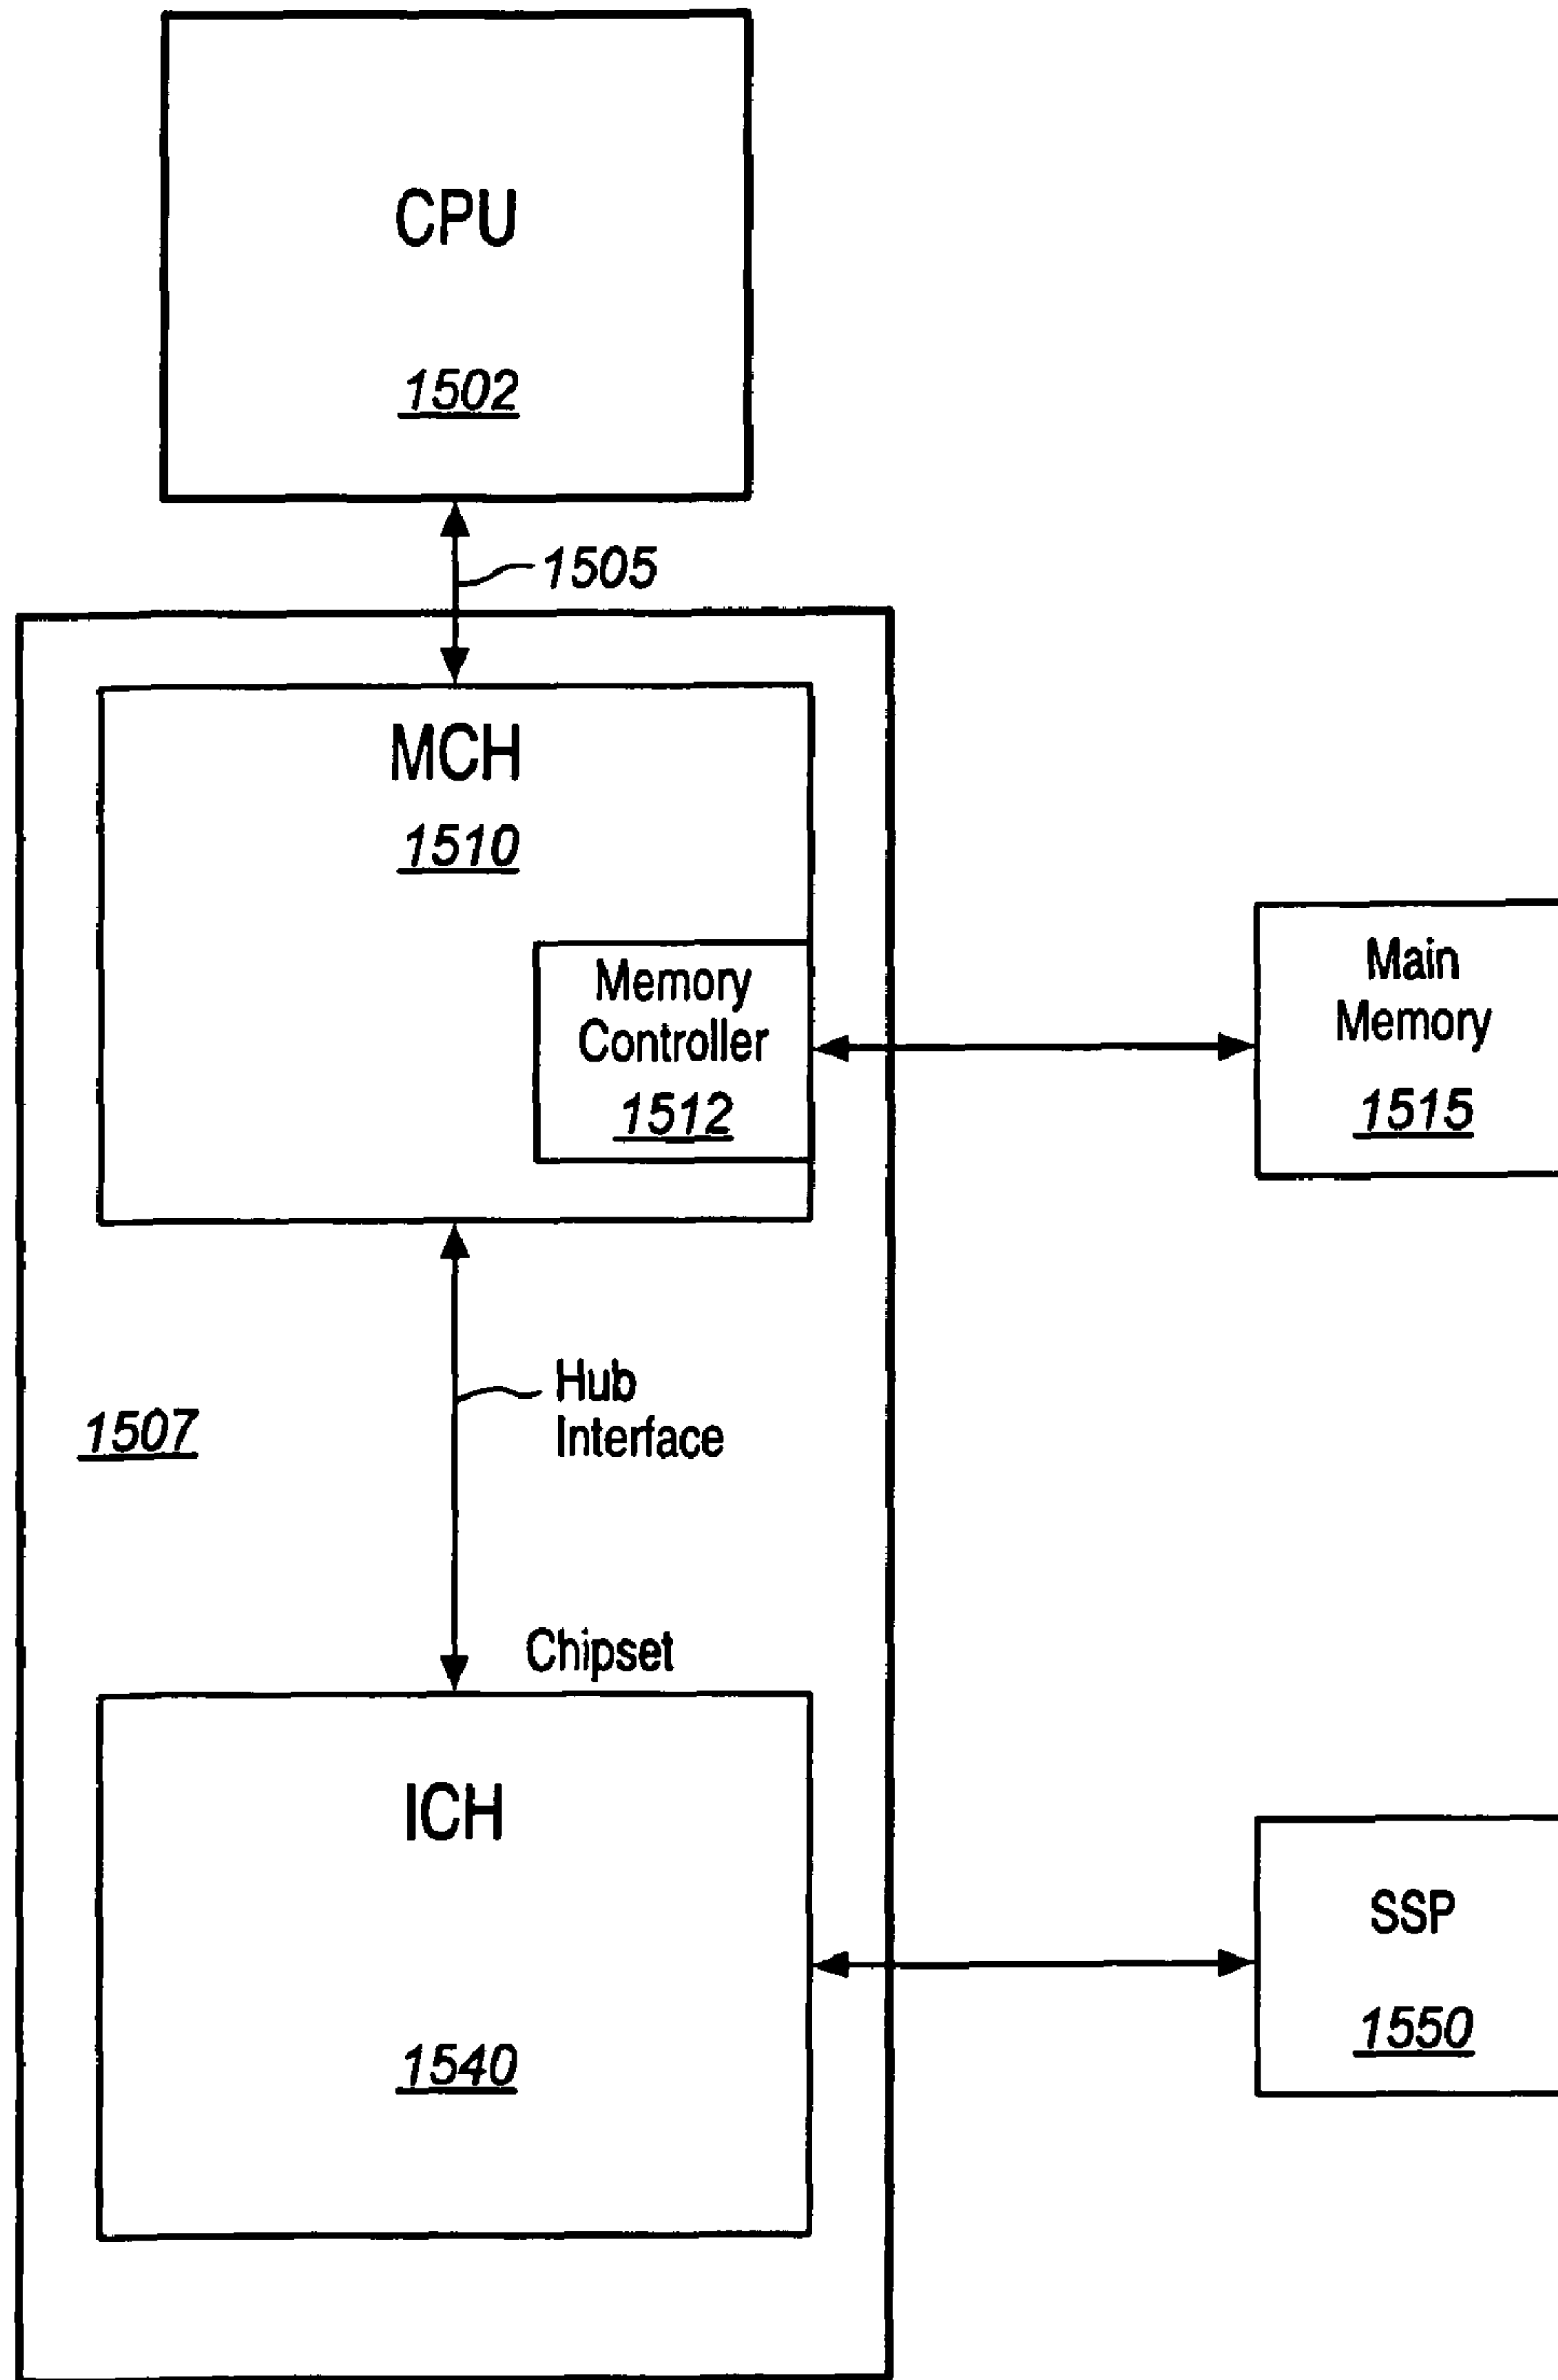 CPU
1502
1505
MCH
1510
Memory
Controller
1512
Main
Memory
1515
Hub
Interface
1507
Chipset
ICH
1540
SSP
1550